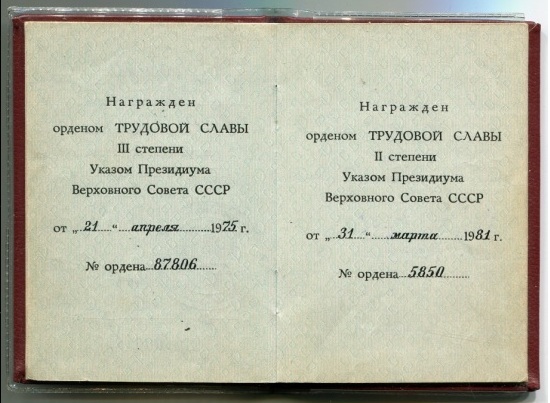 Награжден
орденом ТРУДОВОЙ СЛАВЫ
III степени
Указом Президиума
Верховного Совета СССР
от „ 21 “ апреля 1975 г.
№ ордена 87806
Награжден
орденом ТРУДОВОЙ СЛАВЫ
II степени
Указом Президиума
Верховного Совета СССР
от „ 31 “ марта 1981 г.
№ ордена 5850